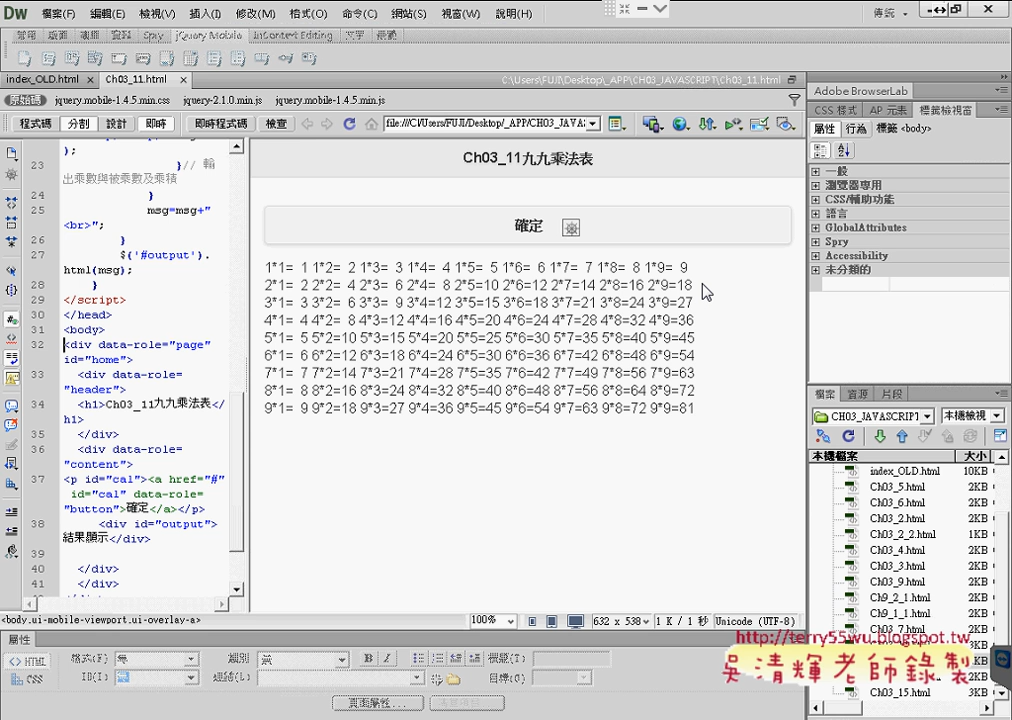 Dw 檔案(F) 編輯(E) 檢視(V) 插入(I) 修改(M) 格式(O) 命令(C) 網站(S) 視窗(W) 說明(H) 傳統
常用 版面 Spry jQuery Mobile InContext Editing 文字
index_OLD.html × Ch03_11.html × C:\Users\FUJI\Desktop\_APP\CH03_JAVASCRIPT\Ch03_11.html
原始碼 jquery.mobile-1.4.5.min.css jquery-2.1.0.min.js jquery.mobile-1.4.5.min.js
程式碼 分割 設計 即時 即時程式碼 檢查 file:///C|/Users/FUJI/Desktop/_APP/CH03_JAVA
);
23 }// 輸
出乘數與被乘數及乘積
24 }
25 msg=msg+"
<br>";
26 }
27 $('#output').
html(msg);
28 }
29 </script>
30 </head>
31 <body>
32 <div data-role="page"
id="home">
33 <div data-role=
"header">
34 <h1>Ch03_11九九乘法表</
h1>
35 </div>
36 <div data-role=
"content">
37 <p id="cal"><a href="#"
id="cal" data-role=
"button">確定</a></p>
38 <div id="output">
結果顯示</div>
39
40 </div>
41 </div>
Ch03_11九九乘法表
確定
1*1= 1 1*2= 2 1*3= 3 1*4= 4 1*5= 5 1*6= 6 1*7= 7 1*8= 8 1*9= 9
2*1= 2 2*2= 4 2*3= 6 2*4= 8 2*5=10 2*6=12 2*7=14 2*8=16 2*9=18
3*1= 3 3*2= 6 3*3= 9 3*4=12 3*5=15 3*6=18 3*7=21 3*8=24 3*9=27
4*1= 4 4*2= 8 4*3=12 4*4=16 4*5=20 4*6=24 4*7=28 4*8=32 4*9=36
5*1= 5 5*2=10 5*3=15 5*4=20 5*5=25 5*6=30 5*7=35 5*8=40 5*9=45
6*1= 6 6*2=12 6*3=18 6*4=24 6*5=30 6*6=36 6*7=42 6*8=48 6*9=54
7*1= 7 7*2=14 7*3=21 7*4=28 7*5=35 7*6=42 7*7=49 7*8=56 7*9=63
8*1= 8 8*2=16 8*3=24 8*4=32 8*5=40 8*6=48 8*7=56 8*8=64 8*9=72
9*1= 9 9*2=18 9*3=27 9*4=36 9*5=45 9*6=54 9*7=63 9*8=72 9*9=81
<body.ui-mobile-viewport.ui-overlay-a> 100% 632 x 538 1 K / 1 秒 Unicode (UTF-8)
Adobe BrowserLab
CSS 樣式 AP 元素 標籤檢視窗
屬性 行為 標籤 <body>
一般
瀏覽器專用
CSS/輔助功能
語言
GlobalAttributes
Spry
Accessibility
未分類的
檔案 資源 片段
CH03_JAVASCRIPT 本機檢視
本機檔案 大小
index_OLD.html 10KB
Ch03_5.html 2KB
Ch03_6.html 2KB
Ch03_2.html 2KB
Ch03_2_2.html 1KB
Ch03_4.html 2KB
Ch03_3.html 2KB
Ch03_9.html 2KB
Ch9_2_1.html 2KB
Ch9_1_1.html 2KB
Ch03_7.html
Ch03_15.html 3KB
http://terry55wu.blogspot.tw
吳清輝老師錄製
屬性
HTML 格式(F) 無 類別 無 B I 標題(T)
CSS ID(I) 連結(L) 目標(G)
頁面屬性...